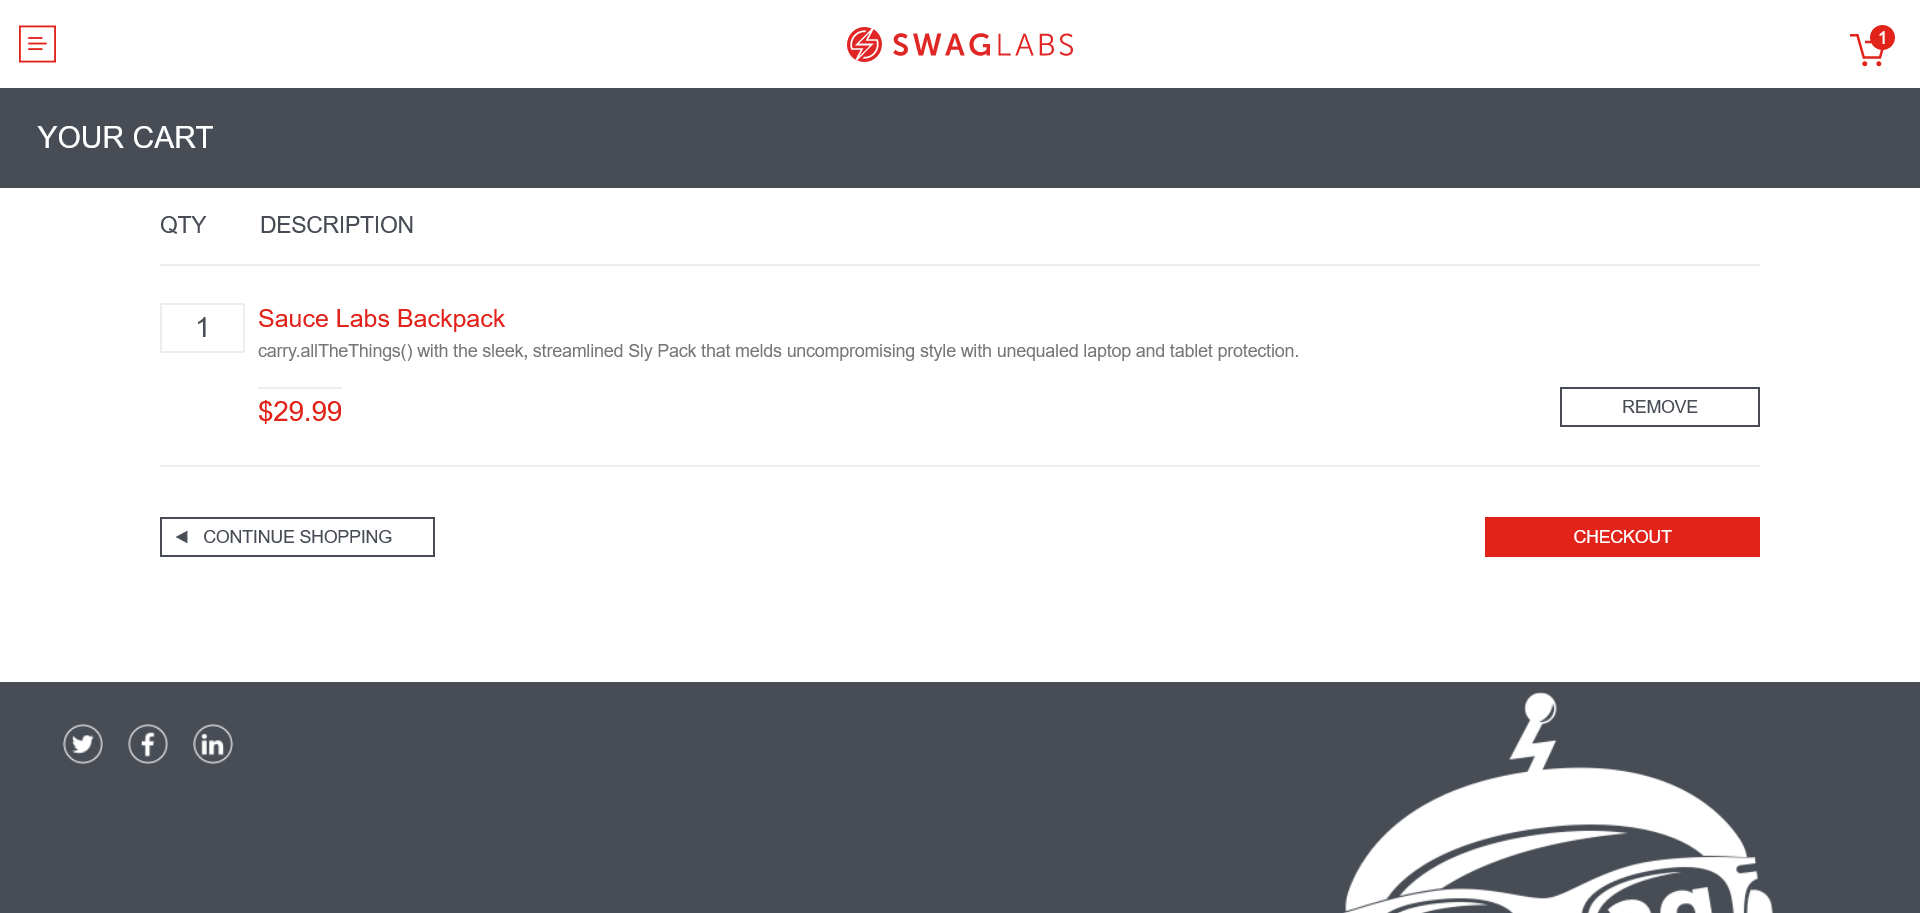 SWAGLABS
1
YOUR CART
QTY DESCRIPTION
1
Sauce Labs Backpack
carry.allTheThings() with the sleek, streamlined Sly Pack that melds uncompromising style with unequaled laptop and tablet protection.
$29.99
REMOVE
CONTINUE SHOPPING
CHECKOUT